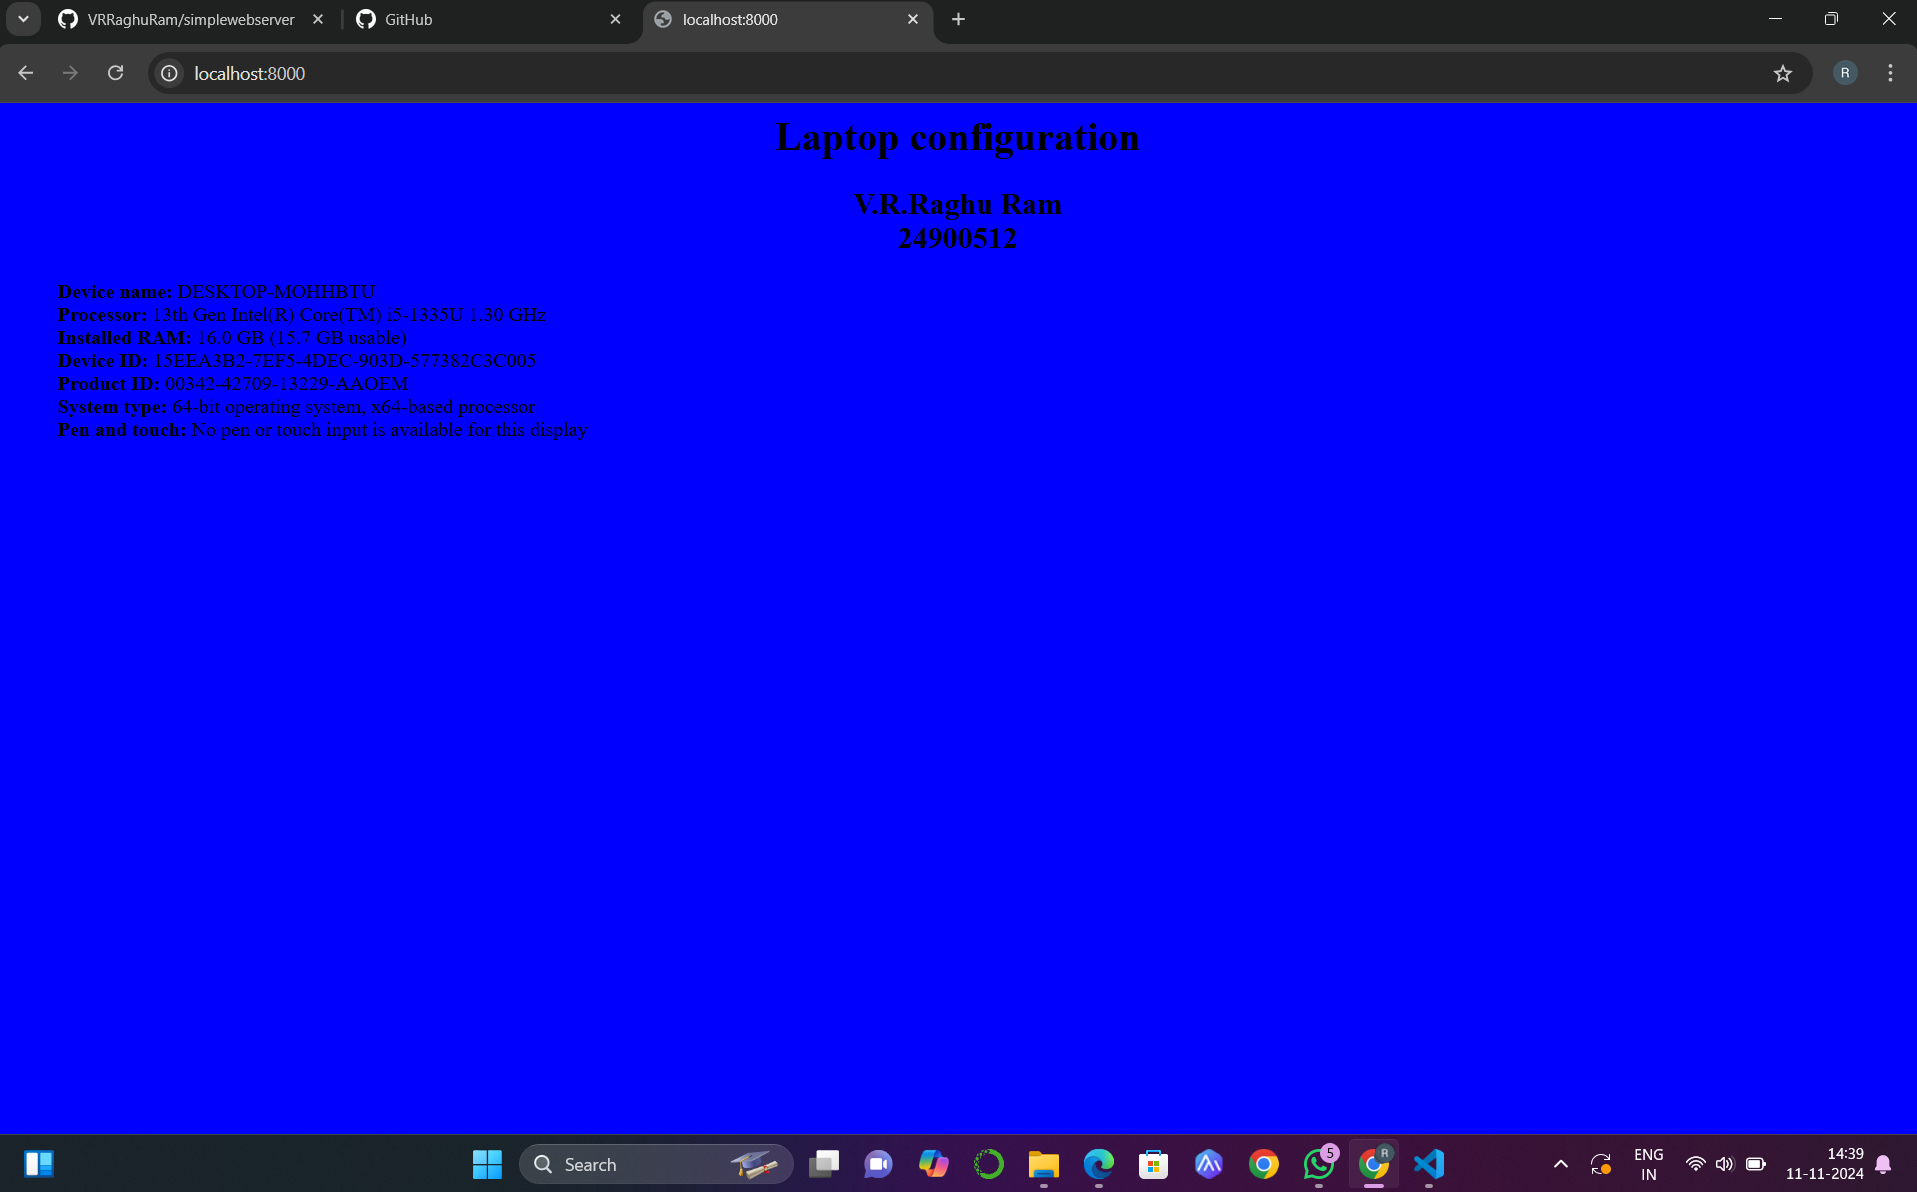 VRRaghuRam/simplewebserver
GitHub
localhost:8000
localhost:8000
R
Laptop configuration
V.R.Raghu Ram
24900512
Device name: DESKTOP-MOHHBTU
Processor: 13th Gen Intel(R) Core(TM) i5-1335U 1.30 GHz
Installed RAM: 16.0 GB (15.7 GB usable)
Device ID: 15EEA3B2-7EF5-4DEC-903D-577382C3C005
Product ID: 00342-42709-13229-AAOEM
System type: 64-bit operating system, x64-based processor
Pen and touch: No pen or touch input is available for this display
Search
5
R
ENG
IN
14:39
11-11-2024